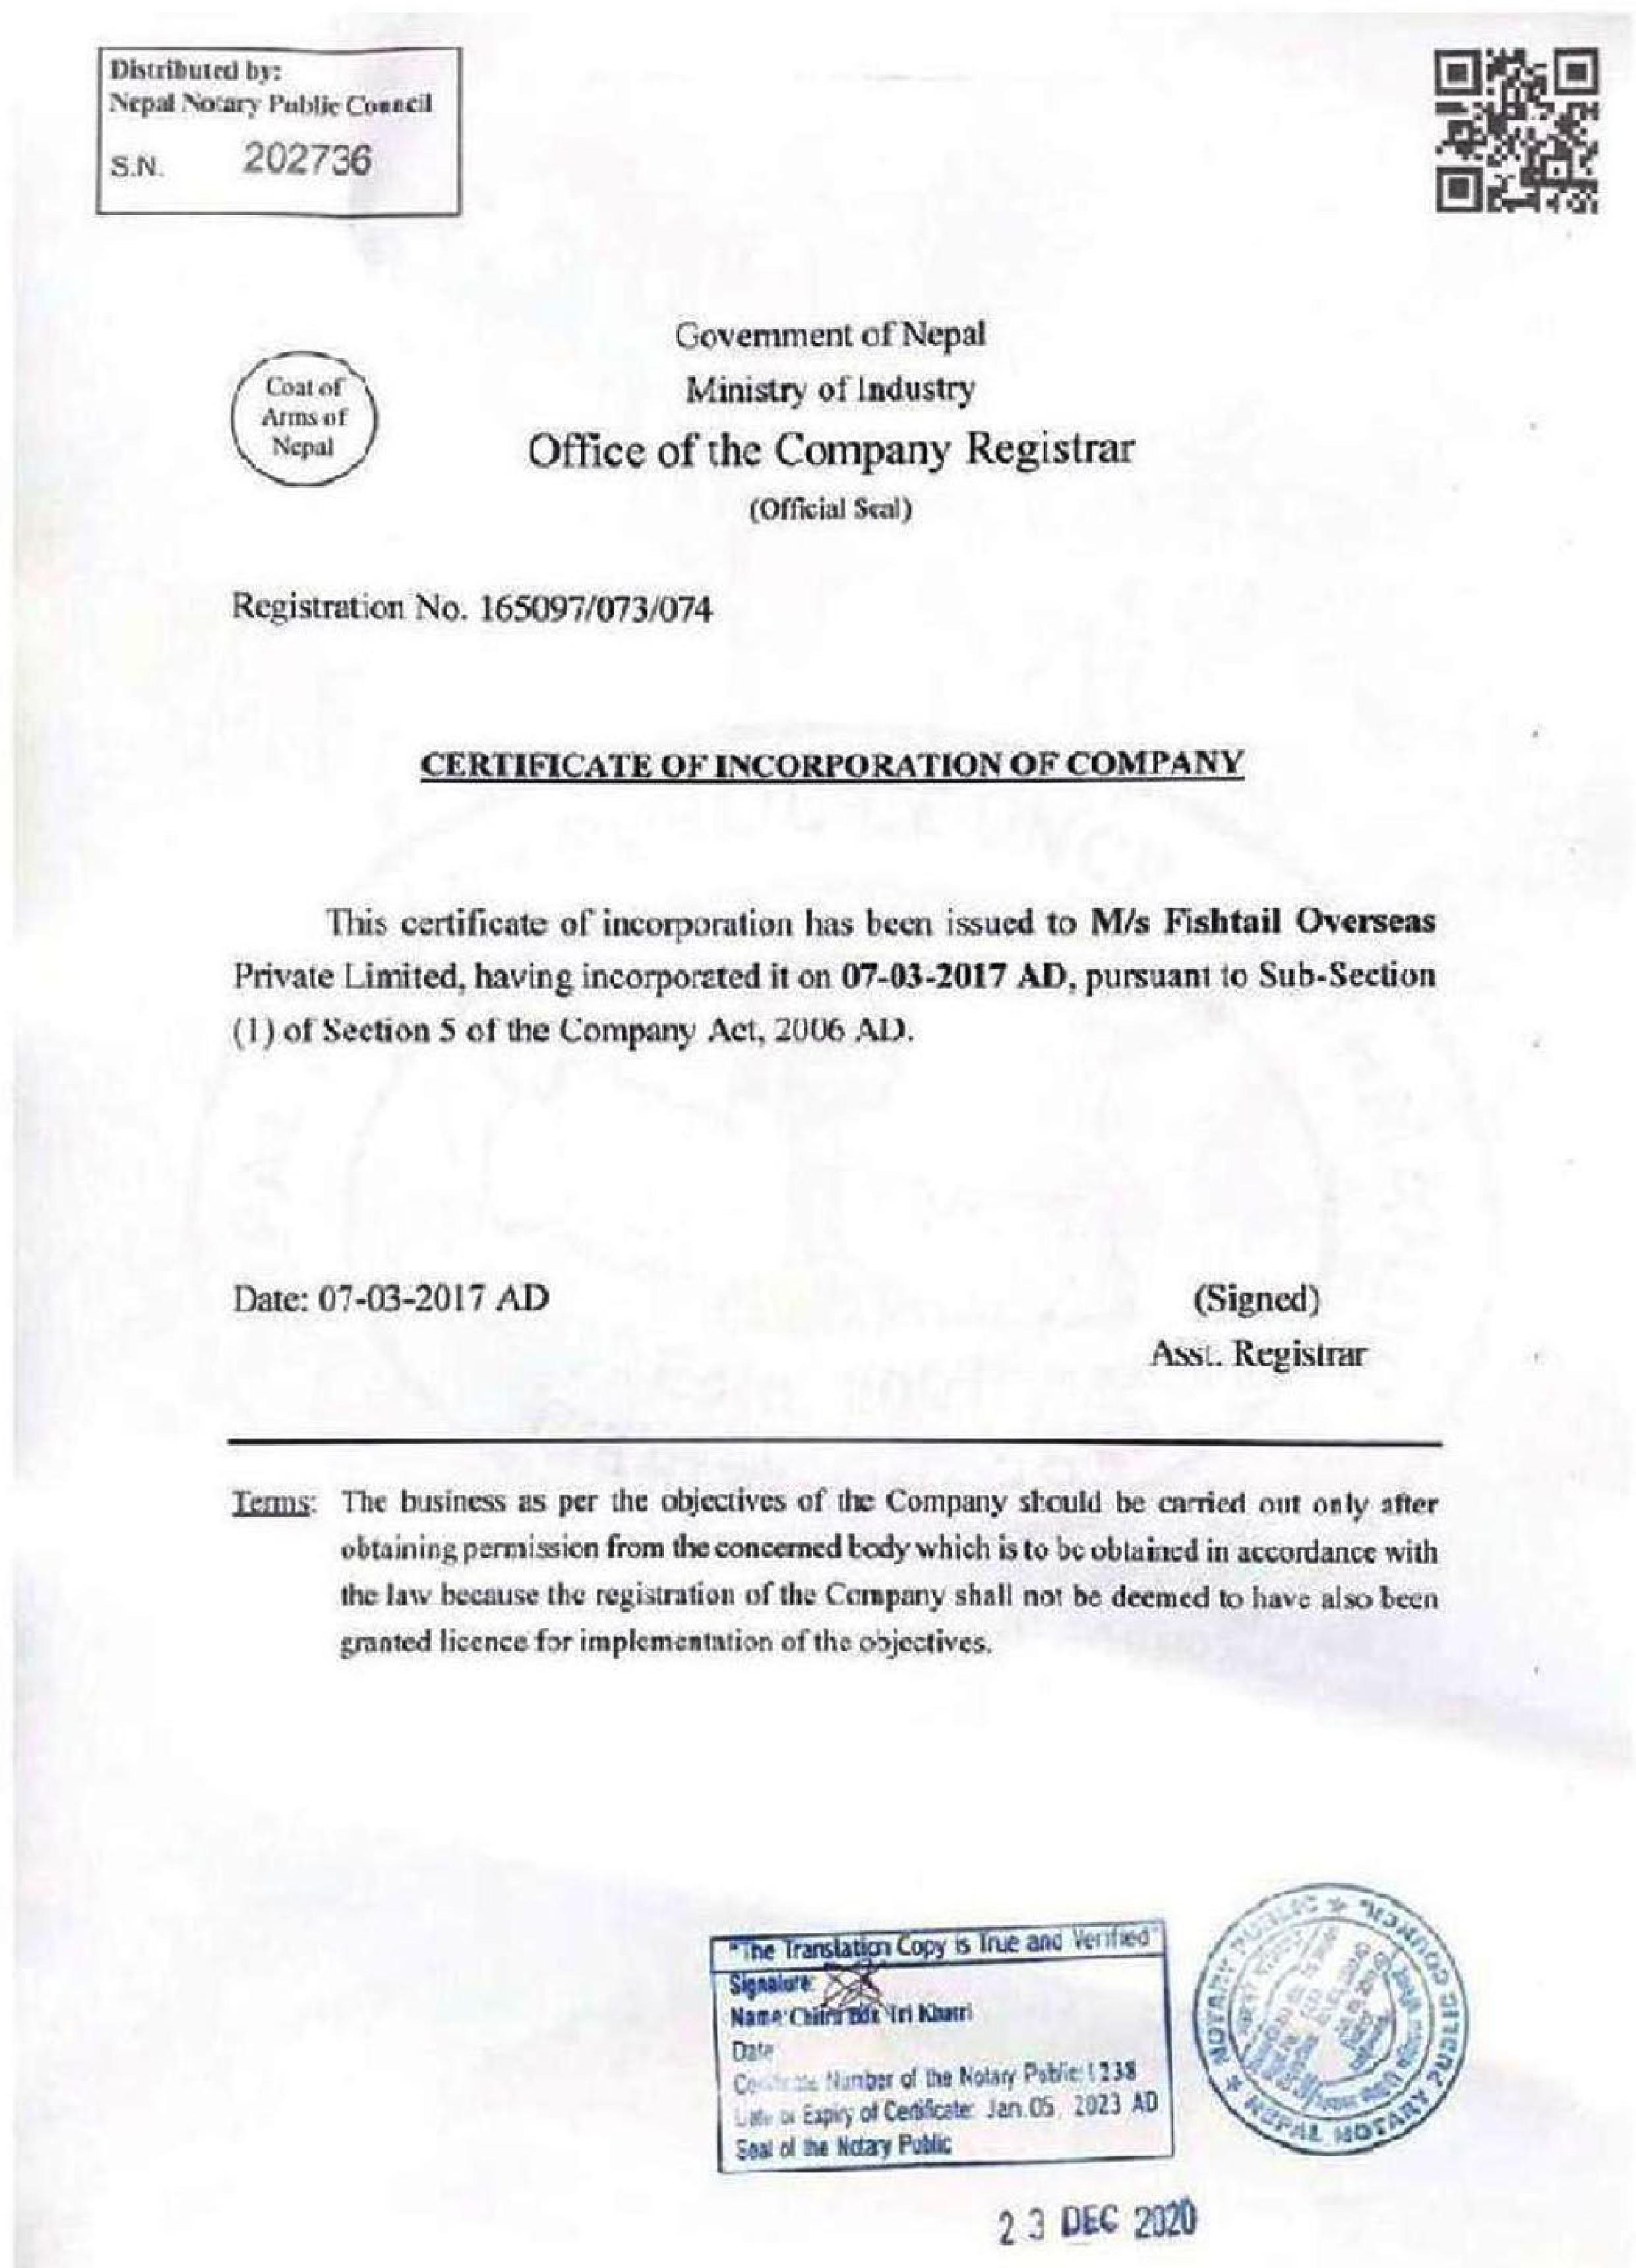 Distributed by:
Nepal Notary Public Council
S.N. 202736
Coat of
Arms of
Nepal
Government of Nepal
Ministry of Industry
Office of the Company Registrar
(Official Seal)
Registration No. 165097/073/074
CERTIFICATE OF INCORPORATION OF COMPANY
This certificate of incorporation has been issued to M/s Fishtail Overseas
Private Limited, having incorporated it on 07-03-2017 AD, pursuant to Sub-Section
(1) of Section 5 of the Company Act, 2006 AD.
Date: 07-03-2017 AD
(Signed)
Asst. Registrar
Terms: The business as per the objectives of the Company should be carried out only after
obtaining permission from the concerned body which is to be obtained in accordance with
the law because the registration of the Company shall not be deemed to have also been
granted licence for implementation of the objectives.
"The Translation Copy is True and Verified"
Signature:
Name: Khatri
Date
Certificate Number of the Notary Public: 1238
Date of Expiry of Certificate: Jan.05, 2023 AD
Seal of the Notary Public
NOTARY PUBLIC COUNCIL
NEPAL NOTARY PUBLIC COUNCIL
23 DEC 2020